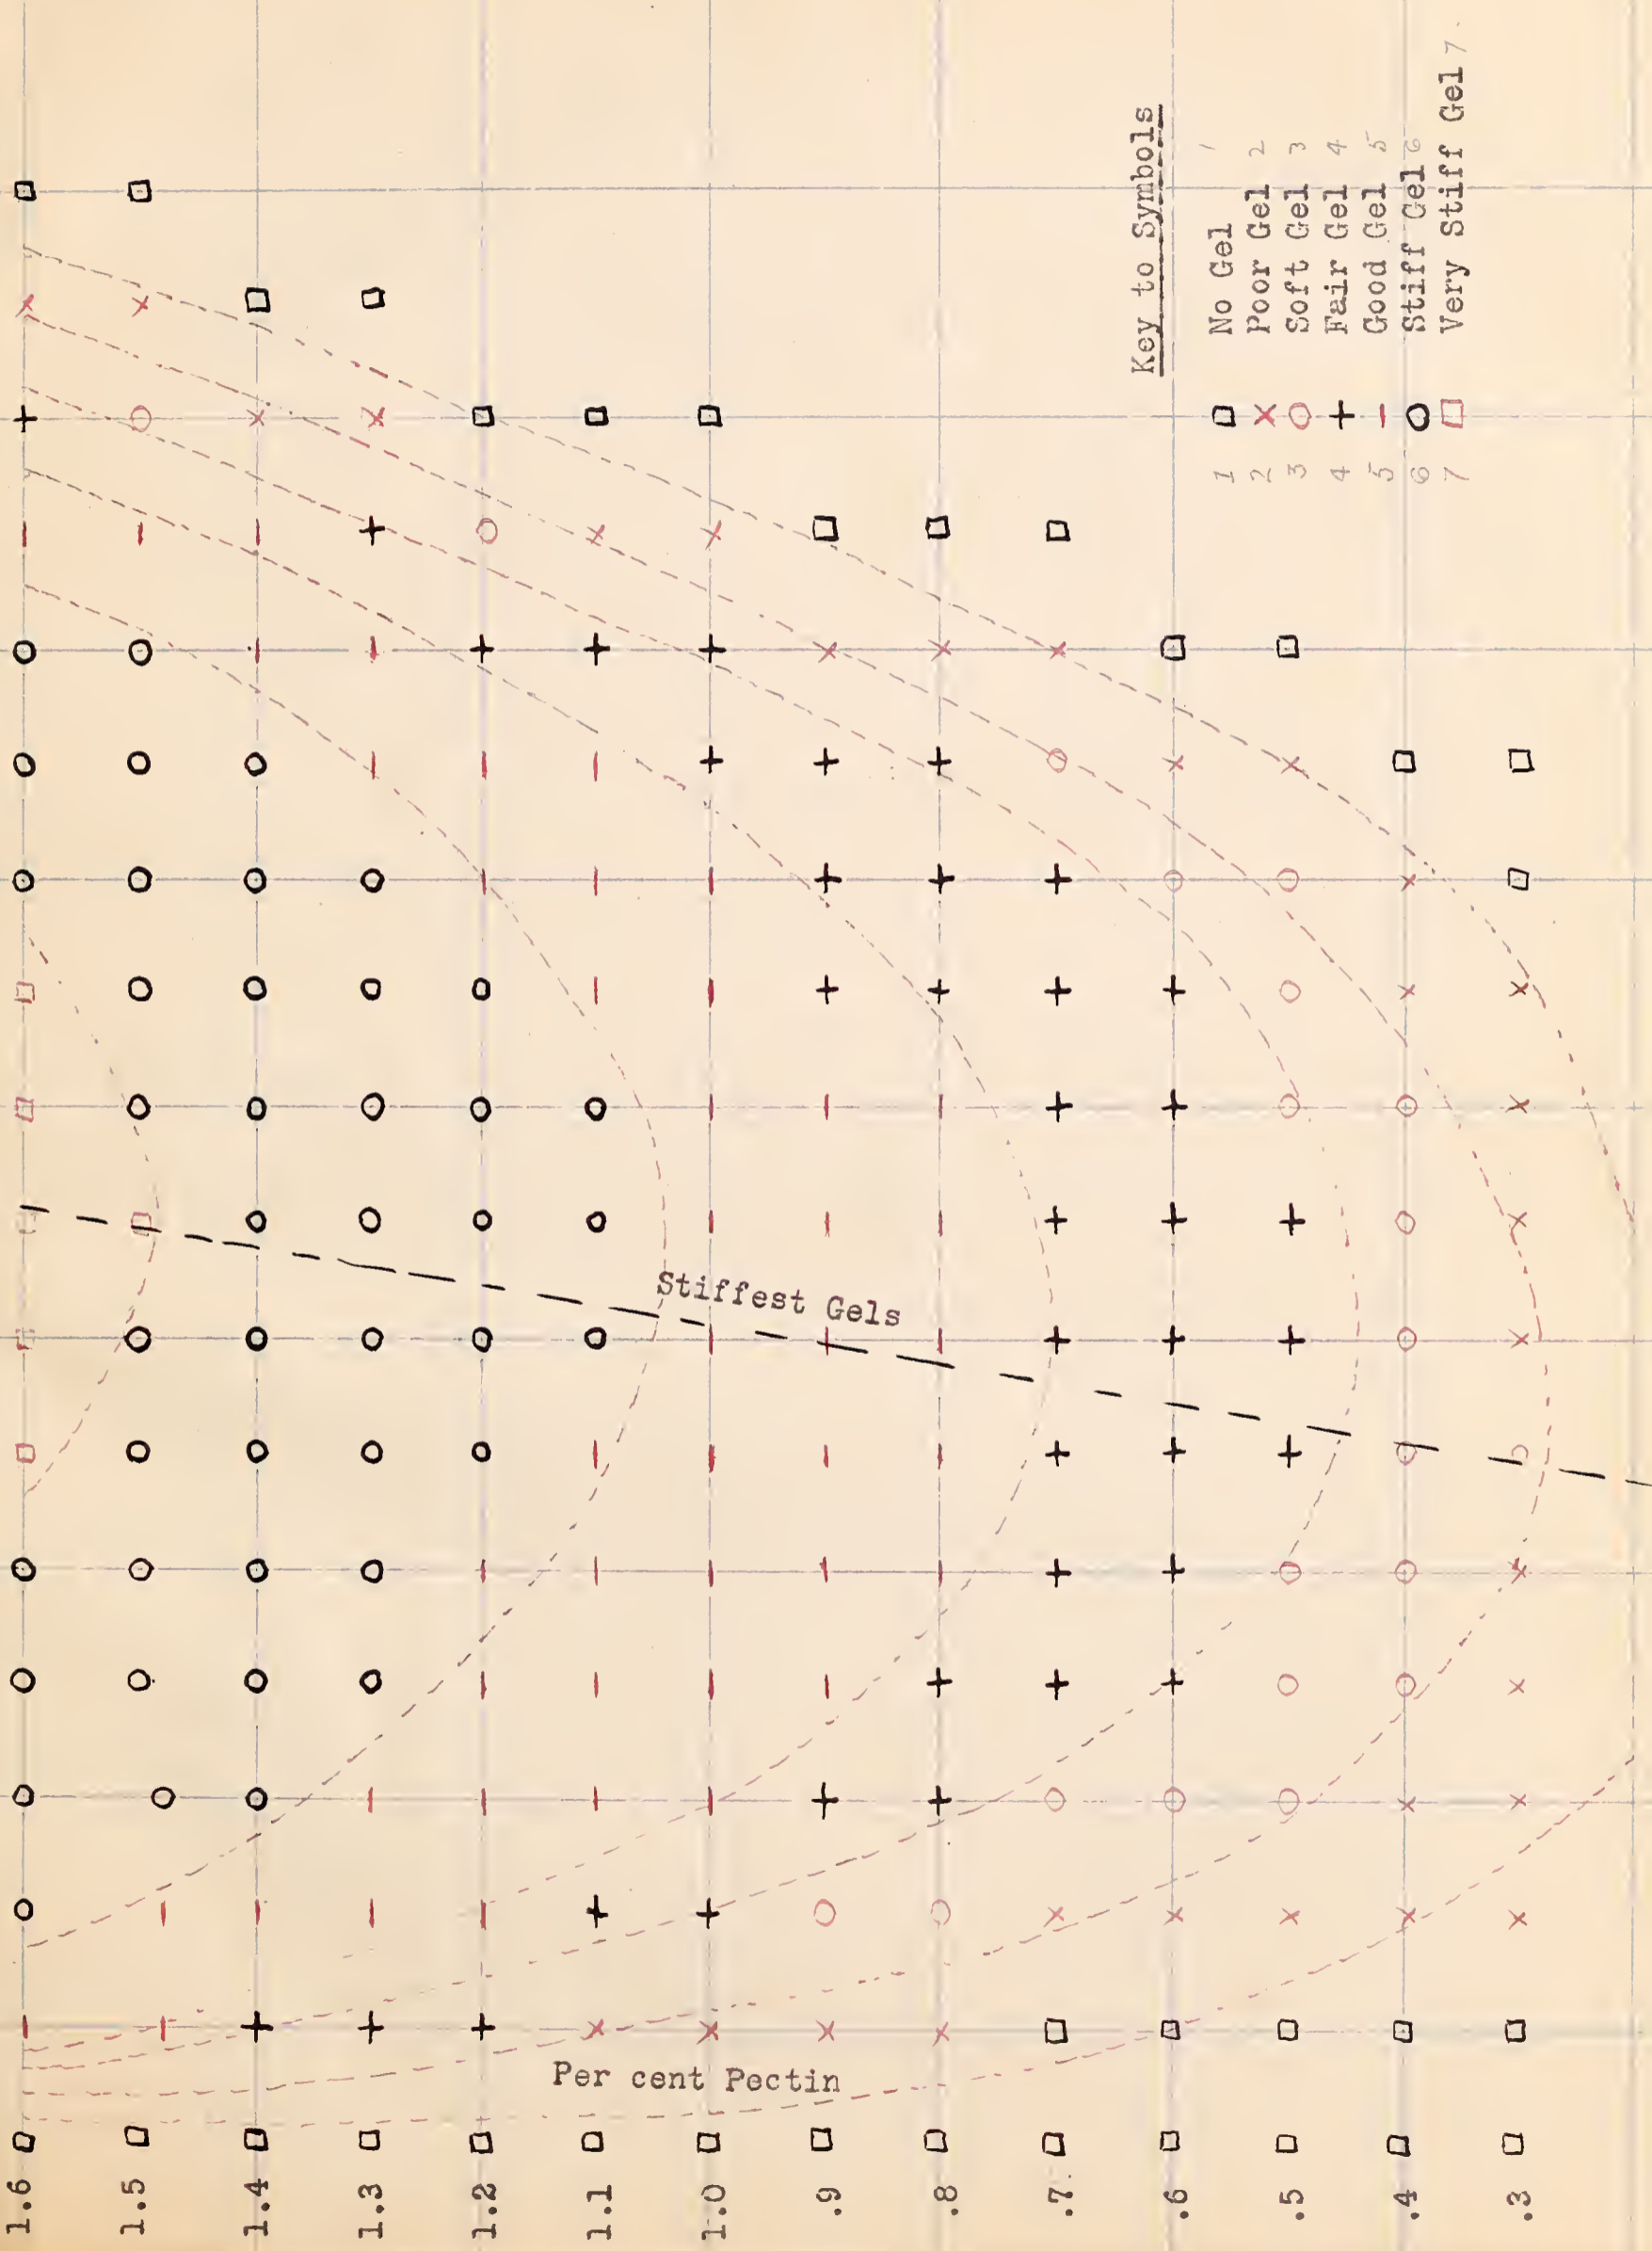 Key to Symbols
1 No Gel 1
2 Poor Gel 2
3 Soft Gel 3
4 Fair Gel 4
5 Good Gel 5
6 Stiff Gel 6
7 Very Stiff Gel 7
Stiffest Gels
Per cent Pectin
1.6 1.5 1.4 1.3 1.2 1.1 1.0 .9 .8 .7 .6 .5 .4 .3